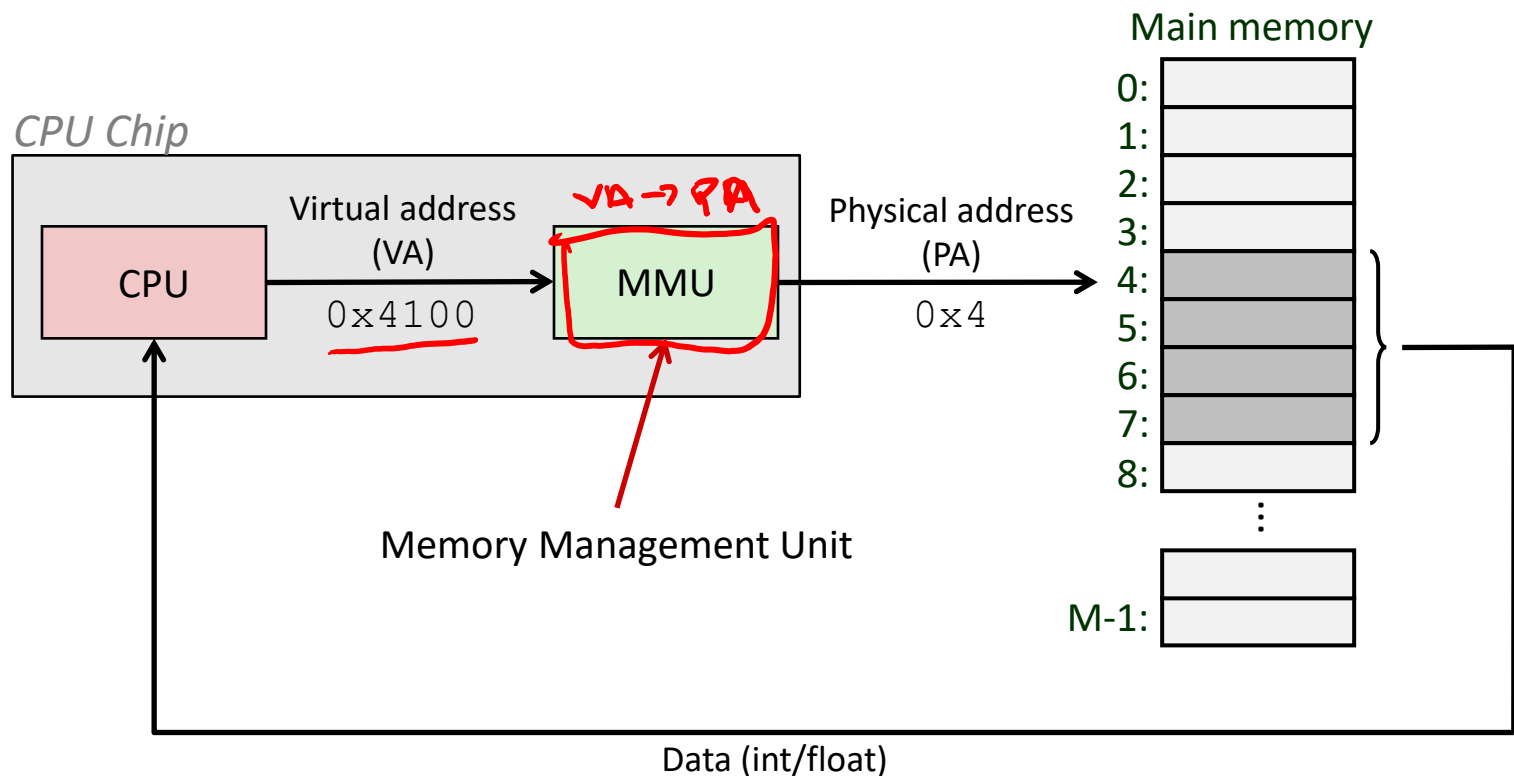 Main memory
CPU Chip
0:
1:
2:
3:
4:
5:
6:
7:
8:
⋮
M-1:
VA → PA
Virtual address
(VA)
0x4100
CPU
MMU
Physical address
(PA)
0x4
Memory Management Unit
Data (int/float)